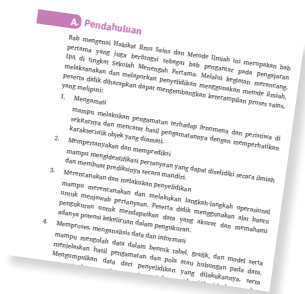 A. Pendahuluan
Bab mengenai Hakikat Ilmu Sains dan Metode Ilmiah ini merupakan bab
pertama yang juga berfungsi sebagai bab pengantar pada pengajaran
IPA di tingkat Sekolah Menengah Pertama. Melalui kegiatan merancang,
melaksanakan dan melaporkan penyelidikan menggunakan metode ilmiah,
peserta didik diharapkan dapat mengembangkan keterampilan proses sains,
yang meliputi:
1. Mengamati
mampu melakukan pengamatan terhadap fenomena dan peristiwa di
sekitarnya dan mencatat hasil pengamatannya dengan memperhatikan
karakteristik objek yang diamati.
2. Mempertanyakan dan memprediksi
mampu mengidentifikasi pertanyaan yang dapat diselidiki secara ilmiah
dan membuat prediksinya secara mandiri.
3. Merencanakan dan melakukan penyelidikan
mampu merencanakan dan melakukan langkah-langkah operasional
untuk menjawab pertanyaan. Peserta didik menggunakan alat bantu
pengukuran untuk mendapatkan data yang akurat dan memahami
adanya potensi kekeliruan dalam pengukuran.
4. Memproses, menganalisis data dan informasi
mampu mengolah data dalam bentuk tabel, grafik, dan model serta
menjelaskan hasil pengamatan dan pola atau hubungan pada data.
Mengumpulkan data dari penyelidikan yang dilakukannya, serta